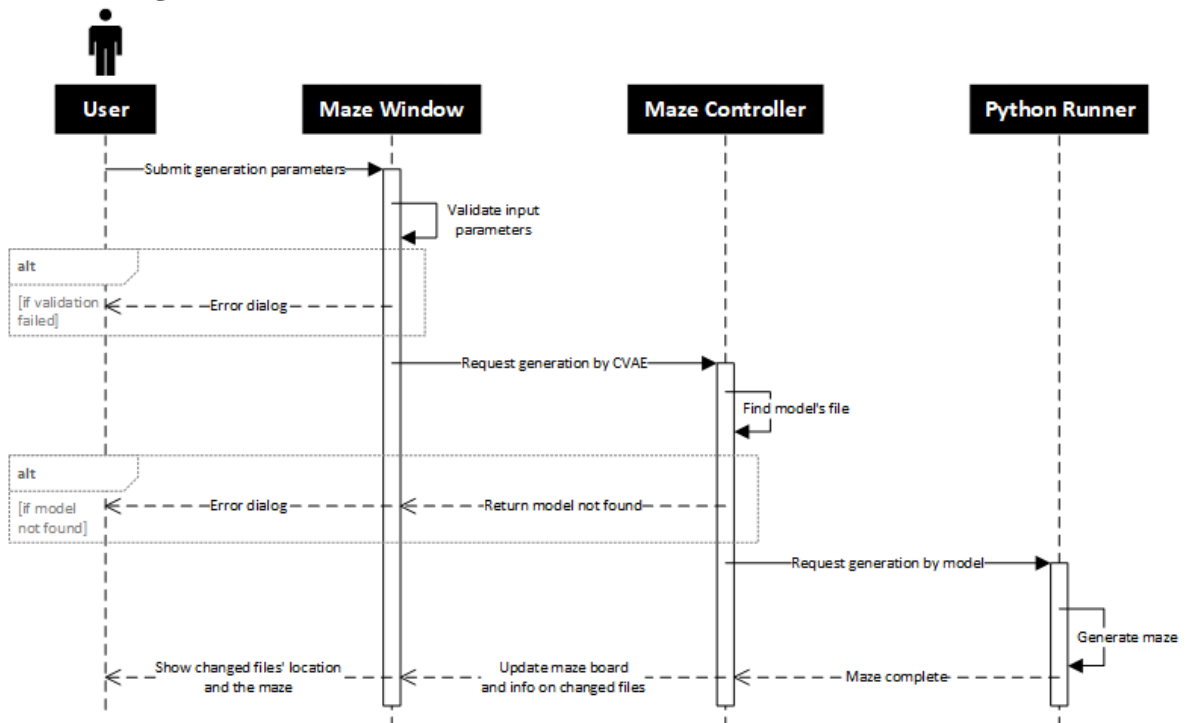 User
Maze Window
Maze Controller
Python Runner
Submit generation parameters
Validate input
parameters
alt
[if validation
failed]
Error dialog
Request generation by CVAE
Find model's file
alt
[if model
not found]
Error dialog
Return model not found
Request generation by model
Generate maze
Show changed files' location
and the maze
Update maze board
and info on changed files
Maze complete